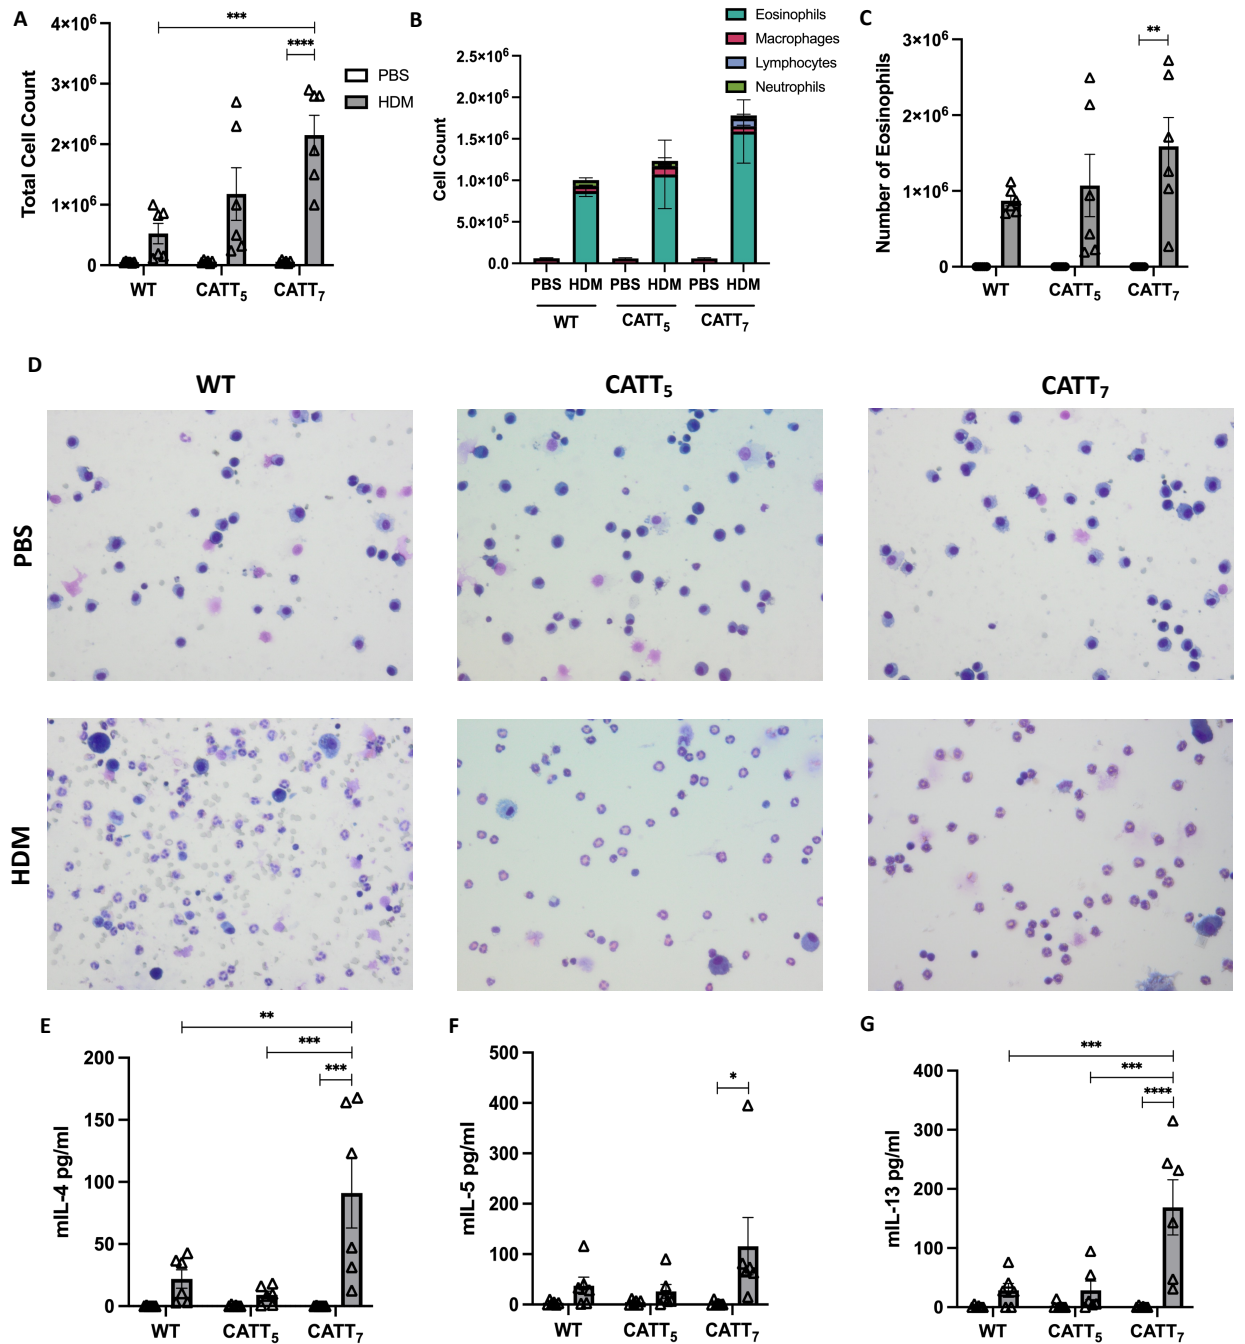 A
Total Cell Count
4×10⁶
3×10⁶
2×10⁶
1×10⁶
0
***
****
PBS
HDM
WT
CATT₅
CATT₇
B
Cell Count
2.5×10⁶
2.0×10⁶
1.5×10⁶
1.0×10⁶
5.0×10⁵
0.0
Eosinophils
Macrophages
Lymphocytes
Neutrophils
PBS HDM PBS HDM PBS HDM
WT
CATT₅
CATT₇
C
Number of Eosinophils
3×10⁶
2×10⁶
1×10⁶
0
**
WT
CATT₅
CATT₇
D
WT
CATT₅
CATT₇
PBS
HDM
E
mIL-4 pg/ml
200
150
100
50
0
**
***
***
WT
CATT₅
CATT₇
F
mIL-5 pg/ml
500
400
300
200
100
0
*
WT
CATT₅
CATT₇
G
mIL-13 pg/ml
400
300
200
100
0
***
***
****
WT
CATT₅
CATT₇